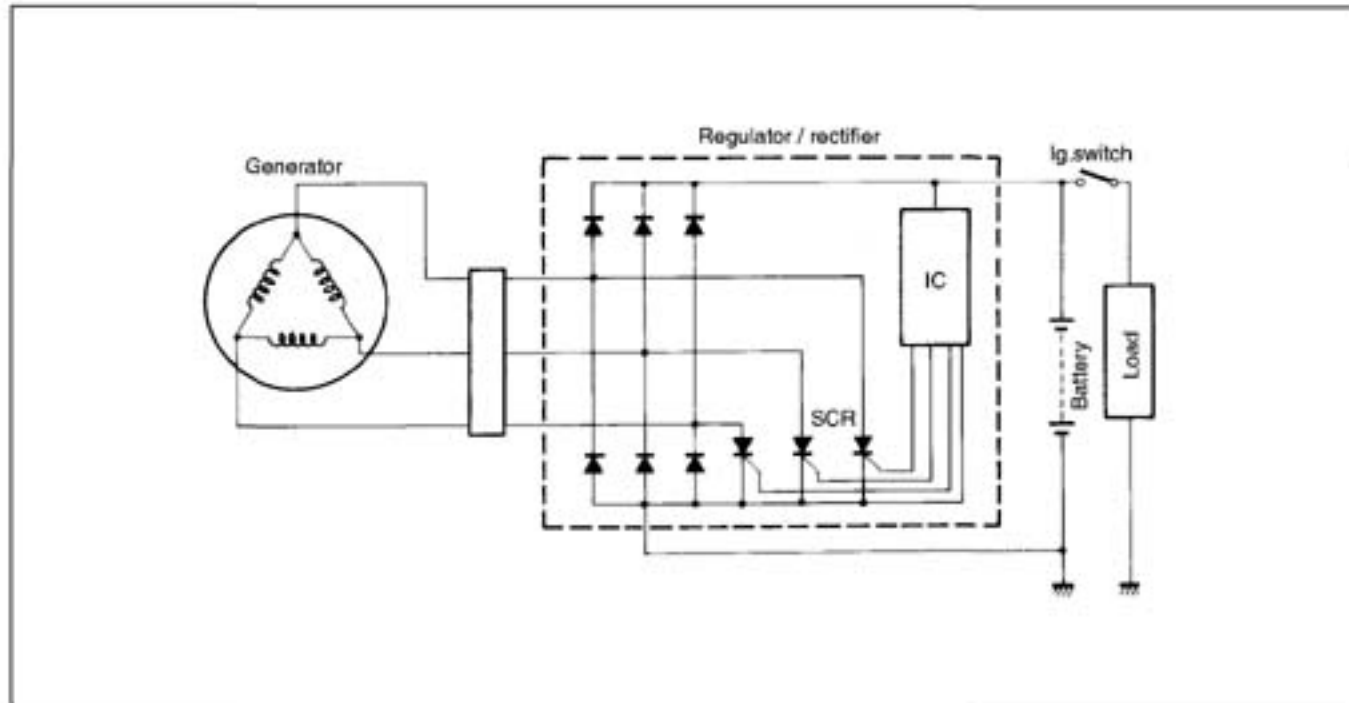 Regulator / rectifier
Generator
Ig.switch
IC
SCR
Battery
Load